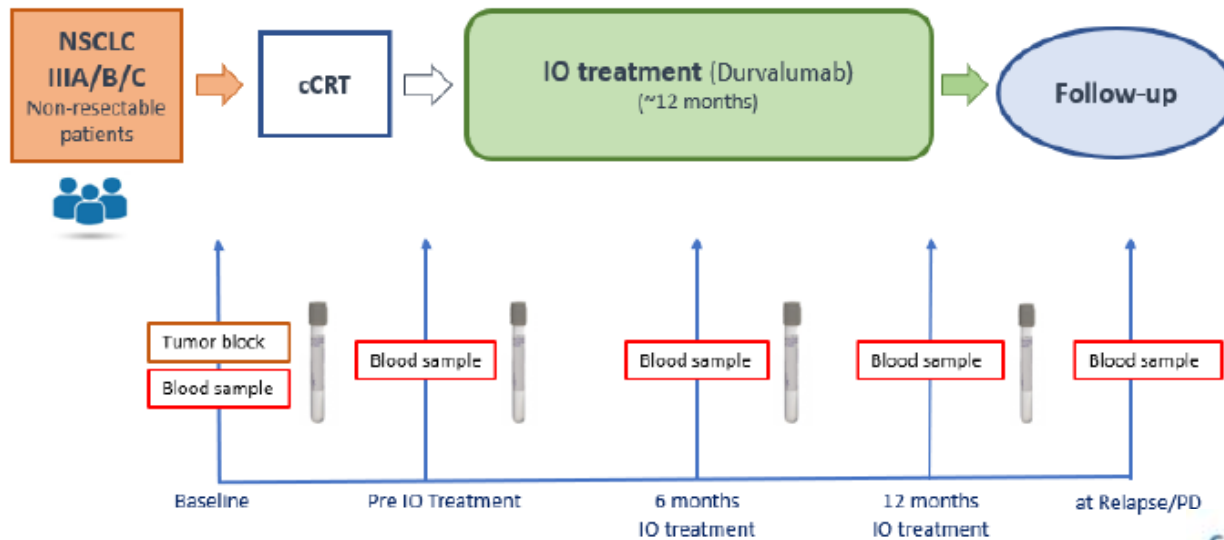 NSCLC
IIIA/B/C
Non-resectable
patients
cCRT
IO treatment (Durvalumab)
(~12 months)
Follow-up
Tumor block
Blood sample
Blood sample
Blood sample
Blood sample
Blood sample
Baseline
Pre IO Treatment
6 months
IO treatment
12 months
IO treatment
at Relapse/PD